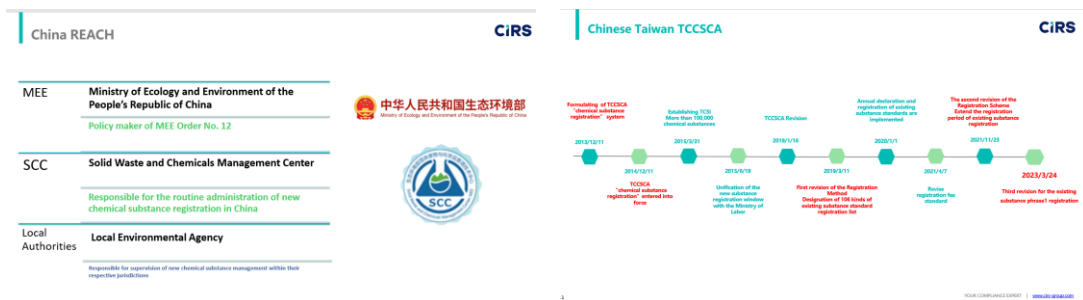 China REACH
CiRS
MEE
Ministry of Ecology and Environment of the
People's Republic of China
Policy maker of MEE Order No. 12
SCC
Solid Waste and Chemicals Management Center
Responsible for the routine administration of new
chemical substance registration in China
Local
Authorities
Local Environmental Agency
Responsible for supervision of new chemical substance management within their
respective jurisdictions
中华人民共和国生态环境部
Ministry of Ecology and Environment of the People's Republic of China
SCC
Chinese Taiwan TCCSCA
CiRS
Formulating of TCCSCA
"chemical substance
registration" system
2013/12/11
2014/12/11
TCCSCA
"chemical substance
registration" entered into
force
Establishing TCSI
More than 100,000
chemical substances
2015/3/31
2015/6/18
Unification of the
new substance
registration window
with the Ministry of
Labor
TCCSCA Revision
2019/1/16
2019/3/11
First revision of the Registration
Method
Designation of 106 kinds of
existing substance standard
registration list
Annual declaration and
registration of existing
substance standards are
implemented
2020/1/1
2021/4/7
Revise
registration fee
standard
The second revision of the
Registration Scheme
Extend the registration
period of existing substance
registration
2021/11/23
2023/3/24
Third revision for the existing
substance phrase1 registration
YOUR COMPLIANCE EXPERT | www.cirs-group.com